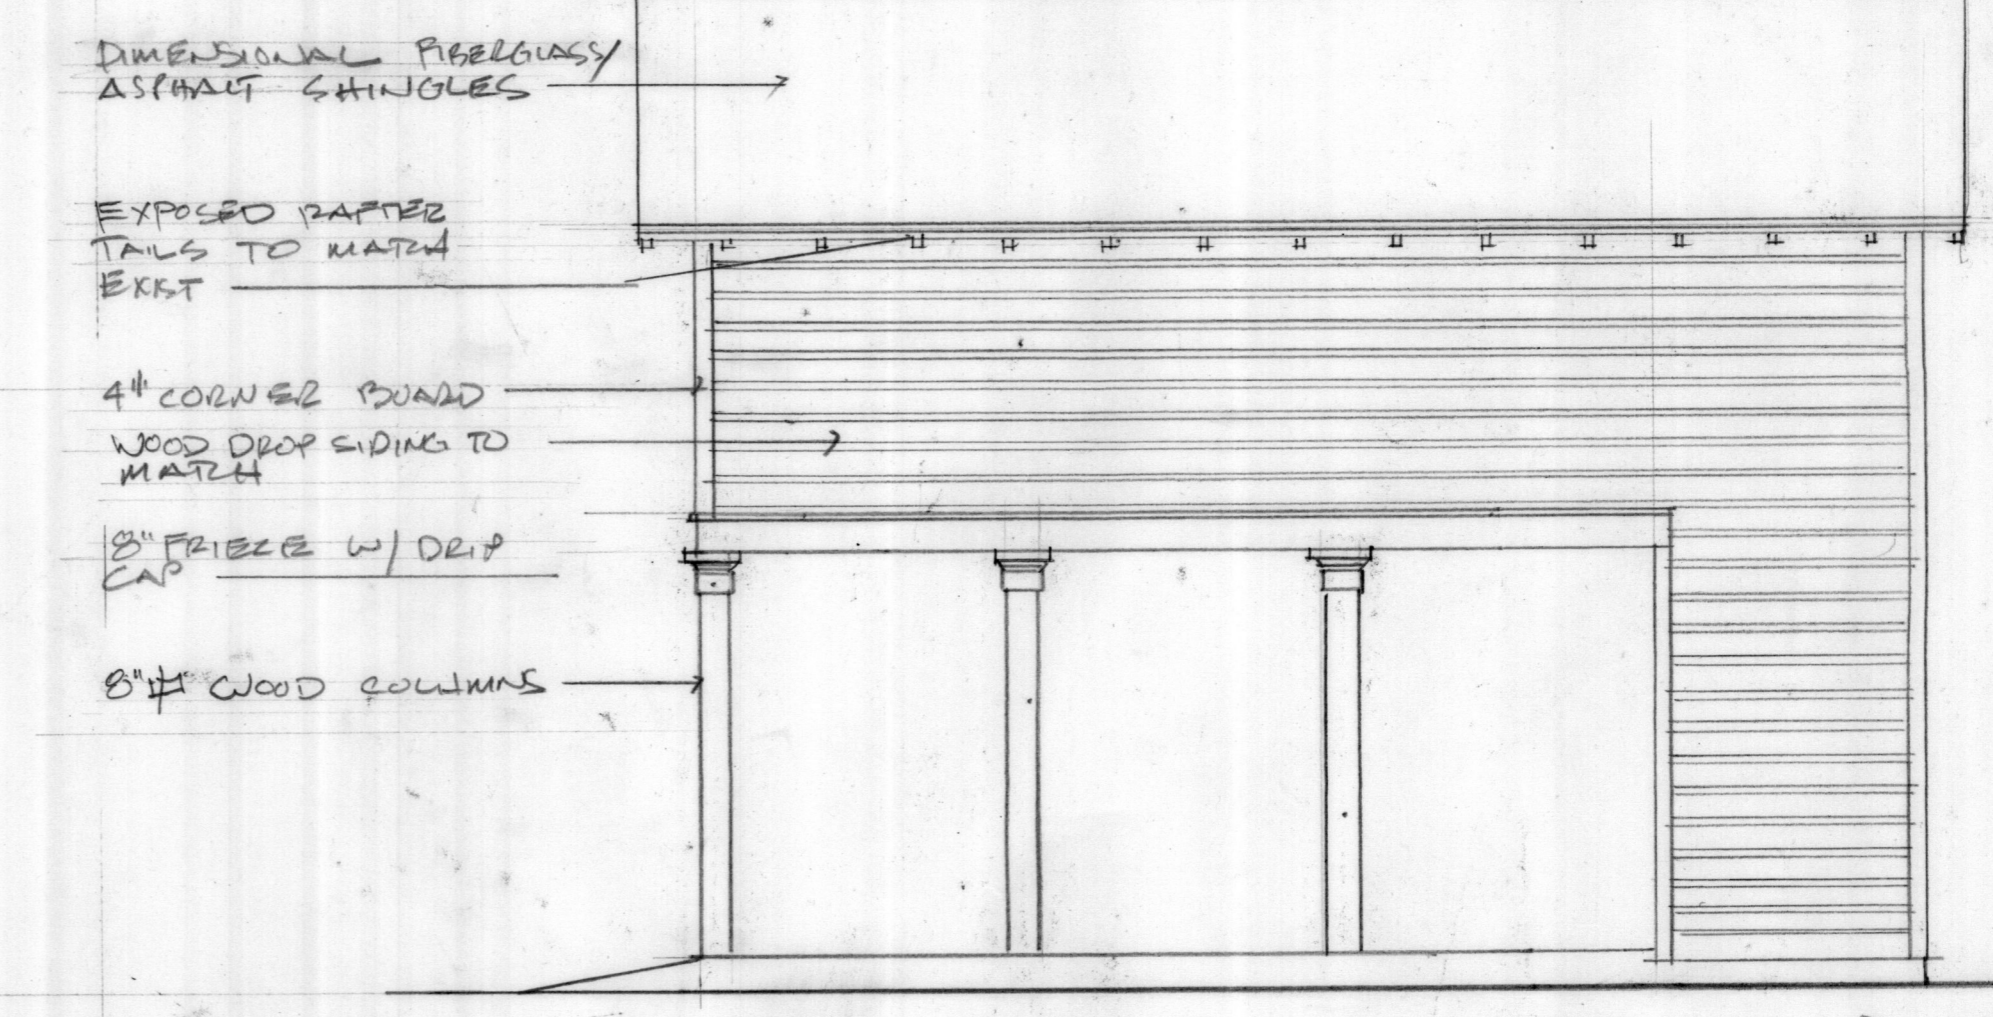 DIMENSIONAL FIBERGLASS/
ASPHALT SHINGLES
EXPOSED RAFTER
TAILS TO MATCH
EXIST
4" CORNER BOARD
WOOD DROP SIDING TO
MATCH
8" FRIEZE W/ DRIP
CAP
8" WOOD COLUMNS